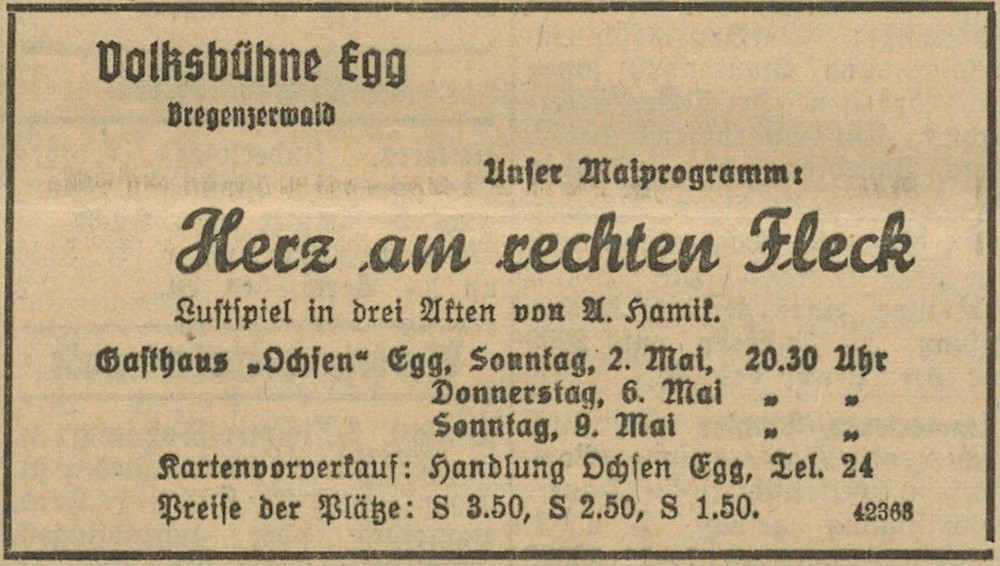 Volksbühne Egg
Bregenzerwald
Unser Maiprogramm:
Herz am rechten Fleck
Lustspiel in drei Akten von A. Hamik.
Gasthaus „Ochsen“ Egg, Sonntag, 2. Mai, 20.30 Uhr
Donnerstag, 6. Mai „ „
Sonntag, 9. Mai „ „
Kartenvorverkauf: Handlung Ochsen Egg, Tel. 24
Preise der Plätze: S 3.50, S 2.50, S 1.50. 42363